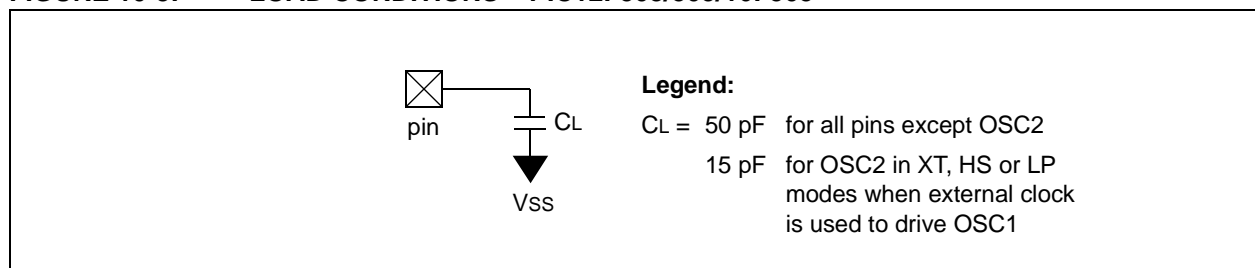 Legend:
pin
CL
CL = 50 pF for all pins except OSC2
15 pF for OSC2 in XT, HS or LP
modes when external clock
is used to drive OSC1
VSS